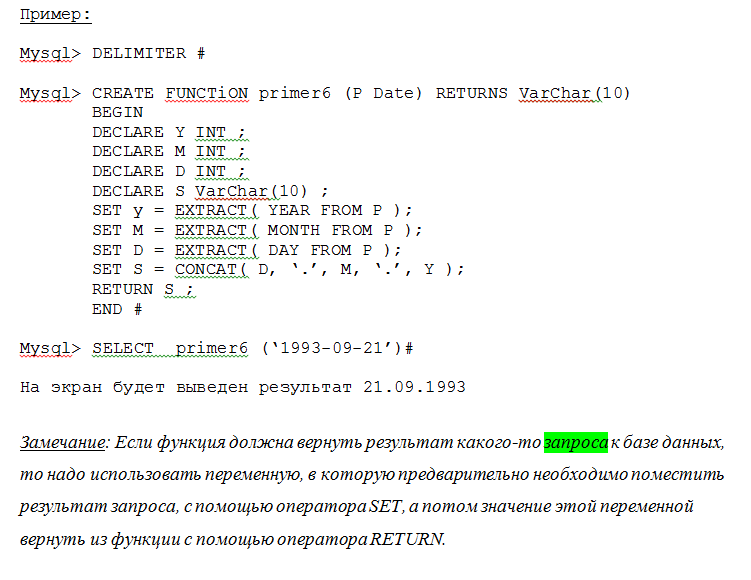 Пример:
Mysql> DELIMITER #
Mysql> CREATE FUNCTiON primer6 (P Date) RETURNS VarChar(10)
BEGIN
DECLARE Y INT ;
DECLARE M INT ;
DECLARE D INT ;
DECLARE S VarChar(10) ;
SET y = EXTRACT( YEAR FROM P );
SET M = EXTRACT( MONTH FROM P );
SET D = EXTRACT( DAY FROM P );
SET S = CONCAT( D, ‘.’, M, ‘.’, Y );
RETURN S ;
END #
Mysql> SELECT primer6 (‘1993-09-21’)#
На экран будет выведен результат 21.09.1993
Замечание: Если функция должна вернуть результат какого-то запроса к базе данных,
то надо использовать переменную, в которую предварительно необходимо поместить
результат запроса, с помощью оператора SET, а потом значение этой переменной
вернуть из функции с помощью оператора RETURN.